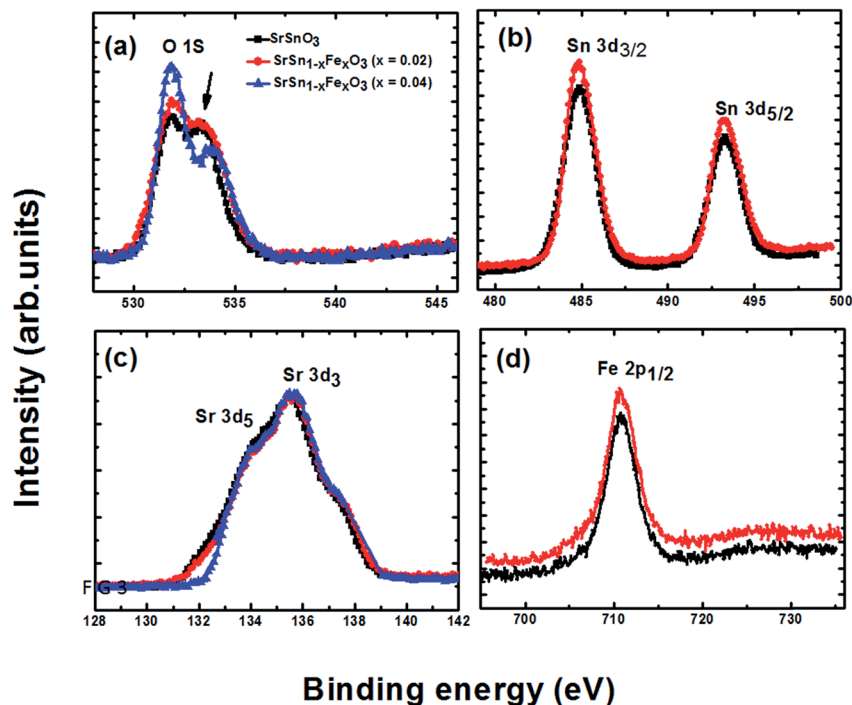 (a)
O 1S
SrSnO3
SrSn1-xFexO3 (x = 0.02)
SrSn1-xFexO3 (x = 0.04)
530 535 540 545
(b)
Sn 3d3/2
Sn 3d5/2
480 485 490 495 500
(c)
Sr 3d3
Sr 3d5
F G 3
128 130 132 134 136 138 140 142
(d)
Fe 2p1/2
700 710 720 730
Intensity (arb.units)
Binding energy (eV)